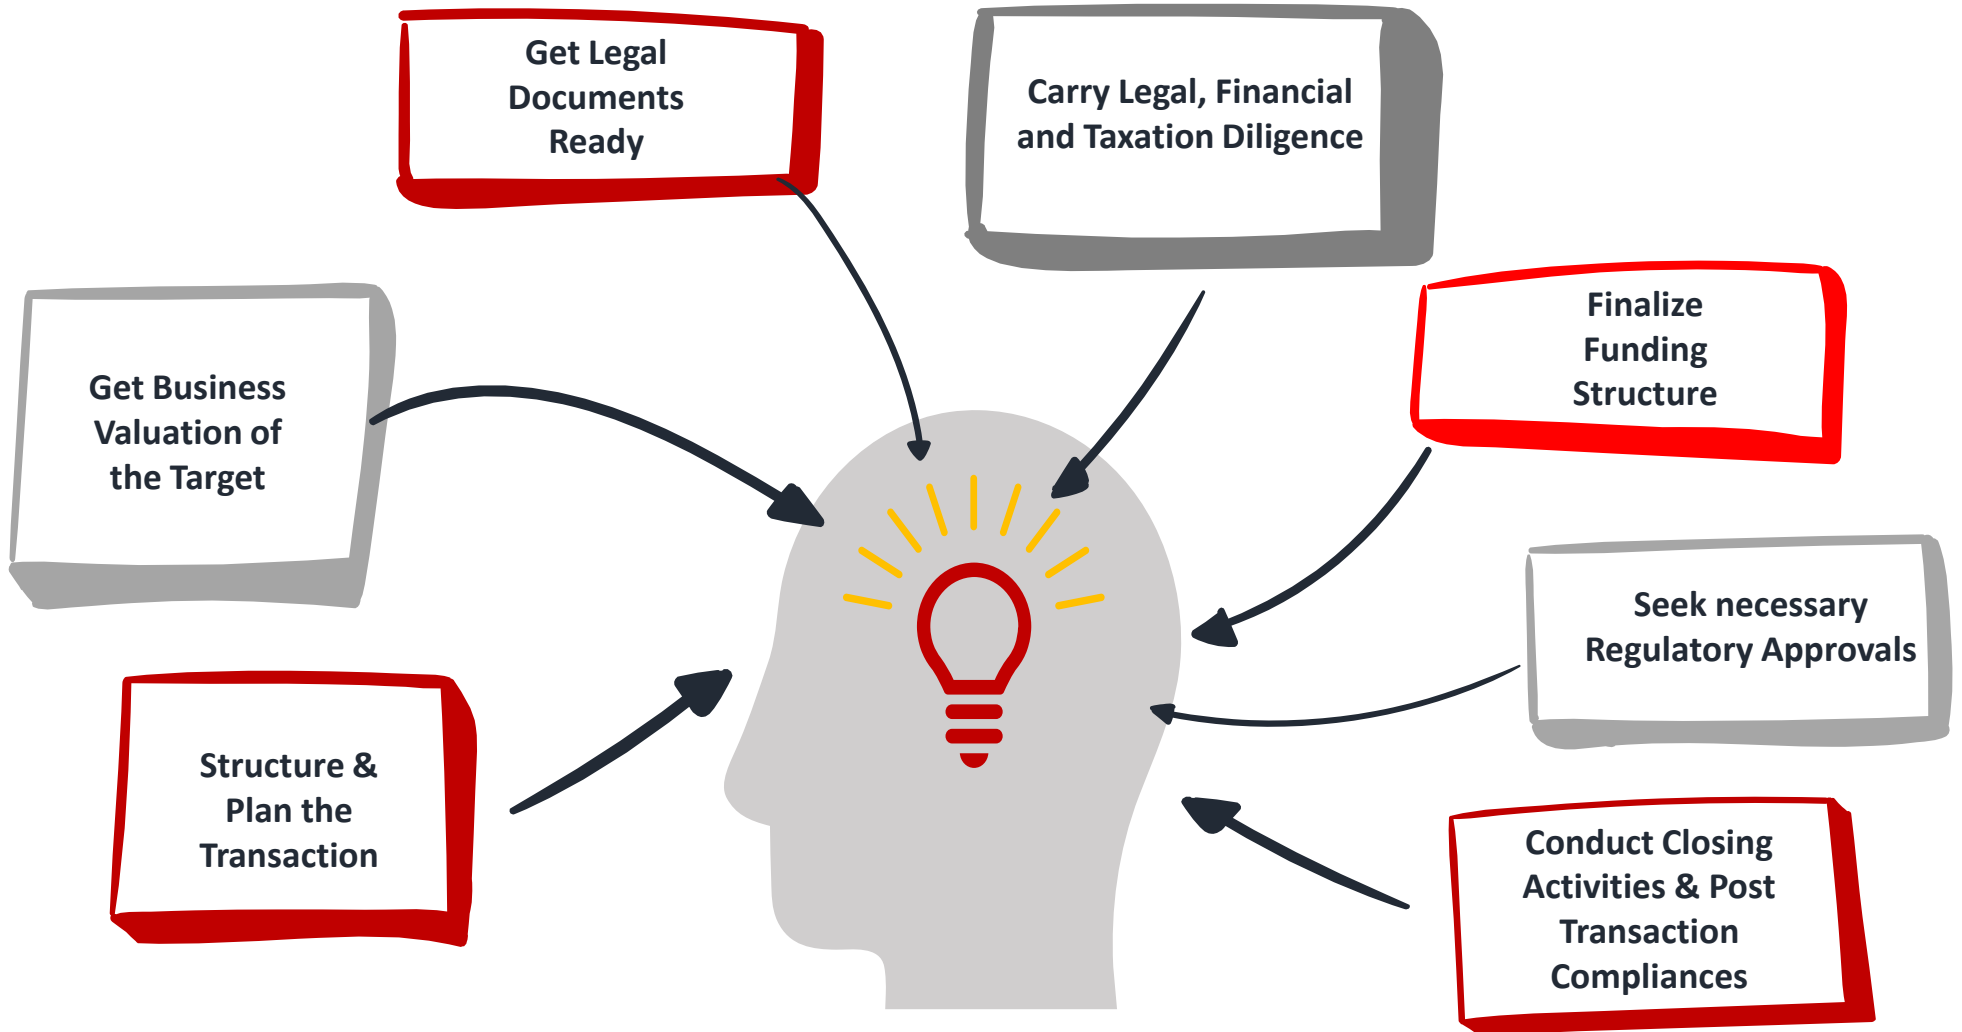 Get Legal
Documents
Ready
Carry Legal, Financial
and Taxation Diligence
Finalize
Funding
Structure
Get Business
Valuation of
the Target
Seek necessary
Regulatory Approvals
Structure &
Plan the
Transaction
Conduct Closing
Activities & Post
Transaction
Compliances